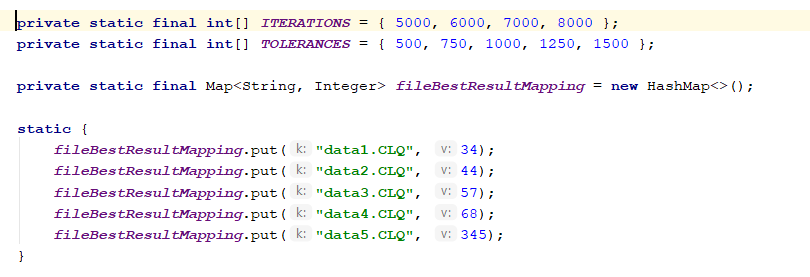 private static final int[] ITERATIONS = { 5000, 6000, 7000, 8000 };
private static final int[] TOLERANCES = { 500, 750, 1000, 1250, 1500 };
private static final Map<String, Integer> fileBestResultMapping = new HashMap<>();
static {
fileBestResultMapping.put( k: "data1.CLQ", v: 34);
fileBestResultMapping.put( k: "data2.CLQ", v: 44);
fileBestResultMapping.put( k: "data3.CLQ", v: 57);
fileBestResultMapping.put( k: "data4.CLQ", v: 68);
fileBestResultMapping.put( k: "data5.CLQ", v: 345);
}